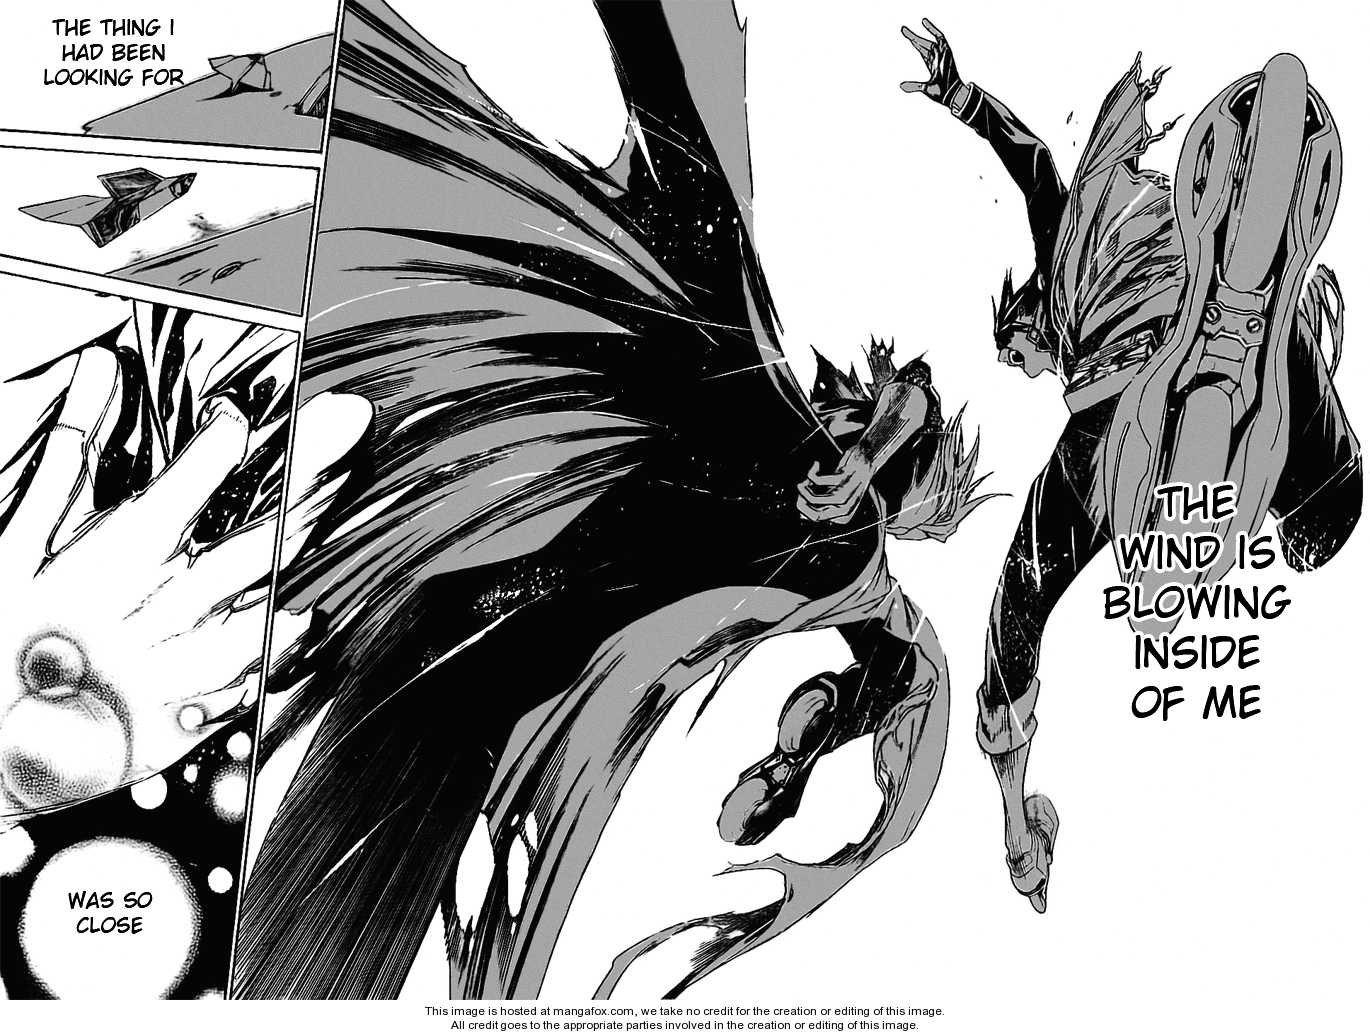 THE
WIND IS
BLOWING
INSIDE
OF ME
THE THING I
HAD BEEN
LOOKING FOR
WAS SO
CLOSE
This image is hosted at mangafox.com, we take no credit for the creation or editing of this image.
All credit goes to the appropriate parties involved in the creation or editing of this image.